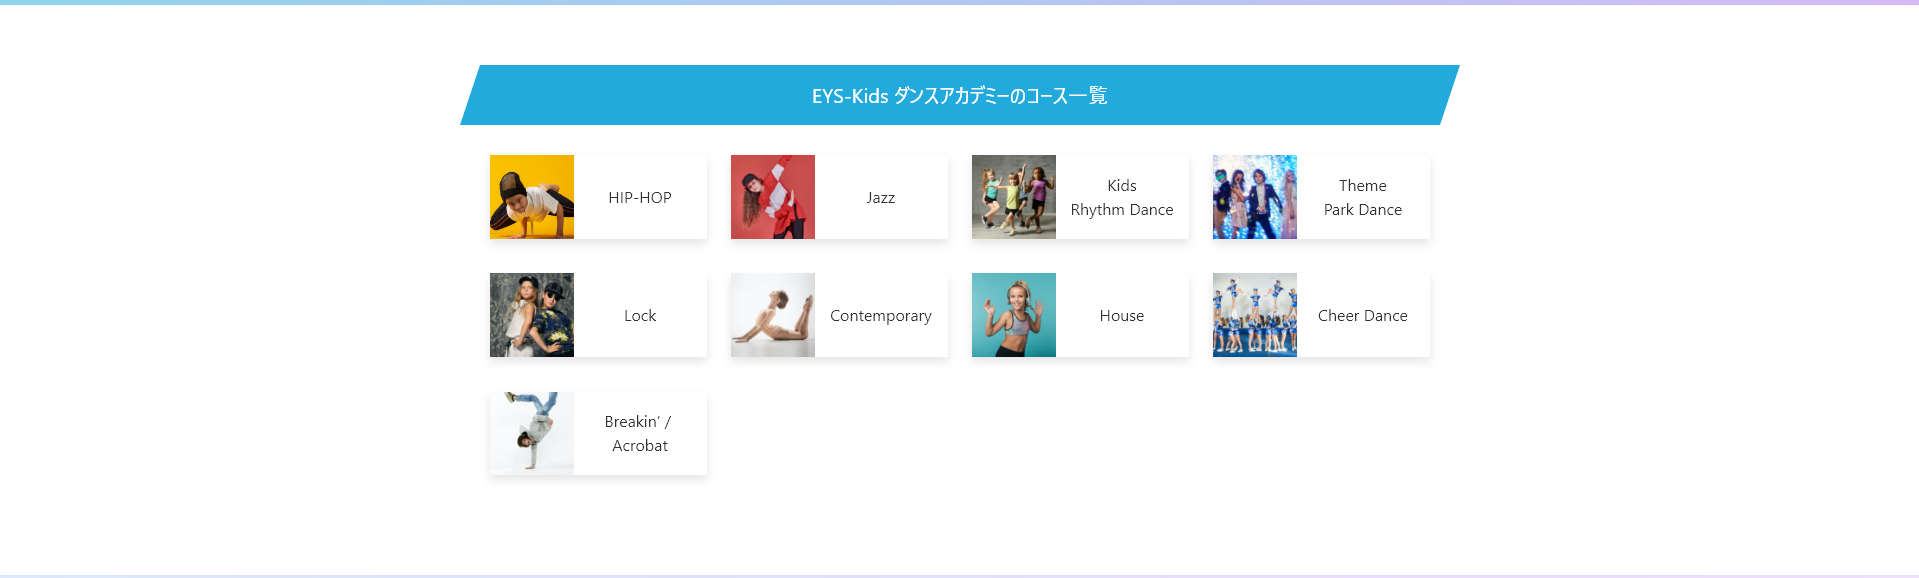 EYS-Kids ダンスアカデミーのコース一覧
HIP-HOP
Jazz
Kids
Rhythm Dance
Theme
Park Dance
Lock
Contemporary
House
Cheer Dance
Breakin’ /
Acrobat